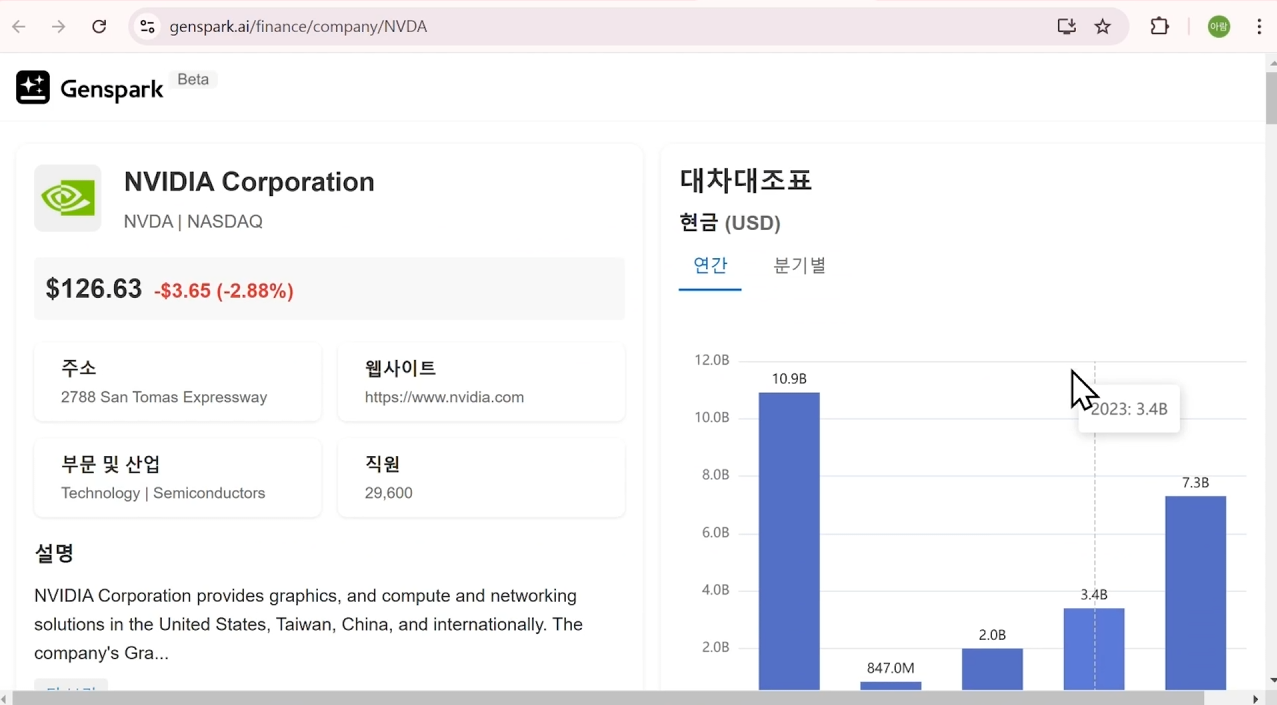 genspark.ai/finance/company/NVDA
아람
Genspark Beta
NVIDIA Corporation
NVDA | NASDAQ
$126.63 -$3.65 (-2.88%)
주소
2788 San Tomas Expressway
웹사이트
https://www.nvidia.com
부문 및 산업
Technology | Semiconductors
직원
29,600
설명
NVIDIA Corporation provides graphics, and compute and networking
solutions in the United States, Taiwan, China, and internationally. The
company's Gra...
대차대조표
현금 (USD)
연간 분기별
12.0B
10.0B
8.0B
6.0B
4.0B
2.0B
10.9B
847.0M
2.0B
3.4B
7.3B
2023: 3.4B